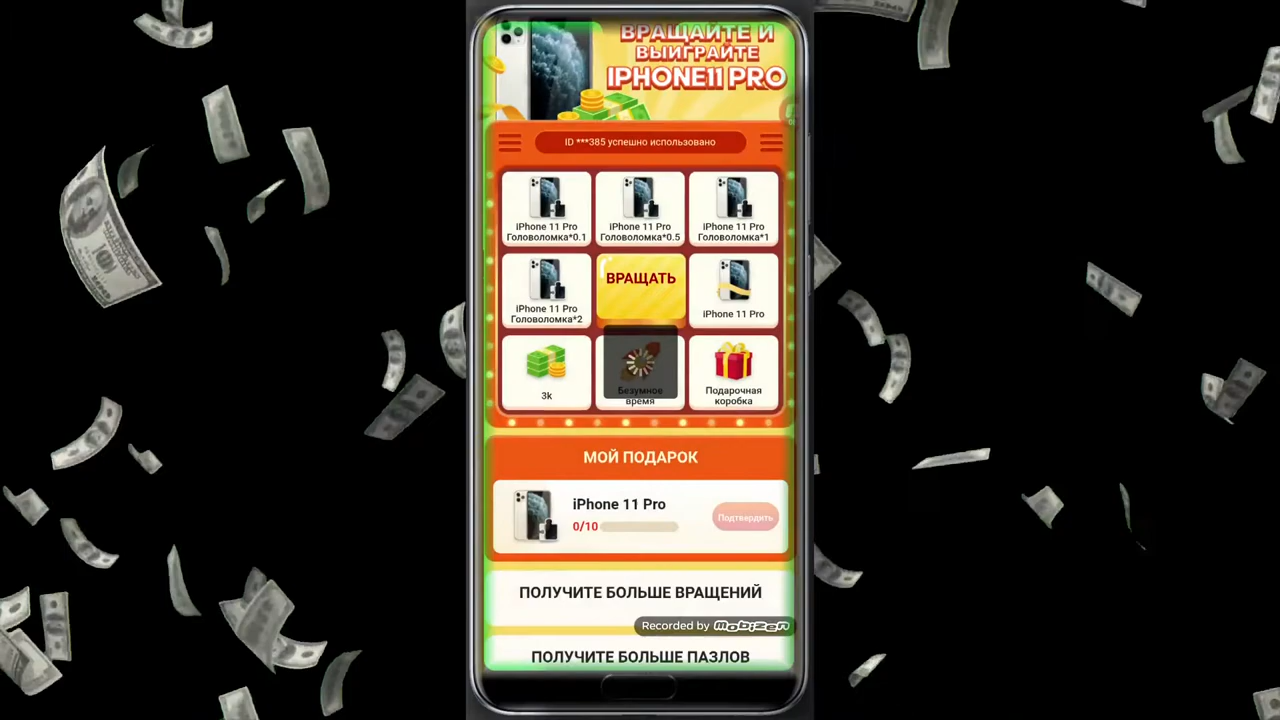 ВРАЩАЙТЕ И
ВЫИГРАЙТЕ
IPHONE11 PRO
ID ***385 успешно использовано
iPhone 11 Pro
Головоломка*0.1
iPhone 11 Pro
Головоломка*0.5
iPhone 11 Pro
Головоломка*1
iPhone 11 Pro
Головоломка*2
ВРАЩАТЬ
iPhone 11 Pro
3k
Безумное
время
Подарочная
коробка
МОЙ ПОДАРОК
iPhone 11 Pro
0/10
Подтвердить
ПОЛУЧИТЕ БОЛЬШЕ ВРАЩЕНИЙ
Recorded by mobizen
ПОЛУЧИТЕ БОЛЬШЕ ПАЗЛОВ